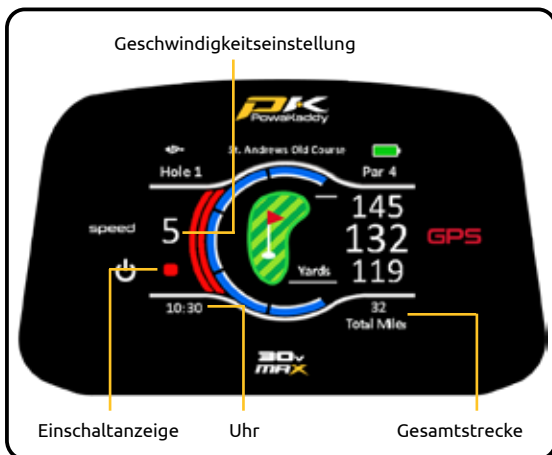 Geschwindigkeitseinstellung
PK
PowaKaddy
St. Andrews Old Course
Hole 1
Par 4
speed
5
145
132
119
GPS
Yards
10:30
32
Total Miles
30v
MAX
Einschaltanzeige
Uhr
Gesamtstrecke